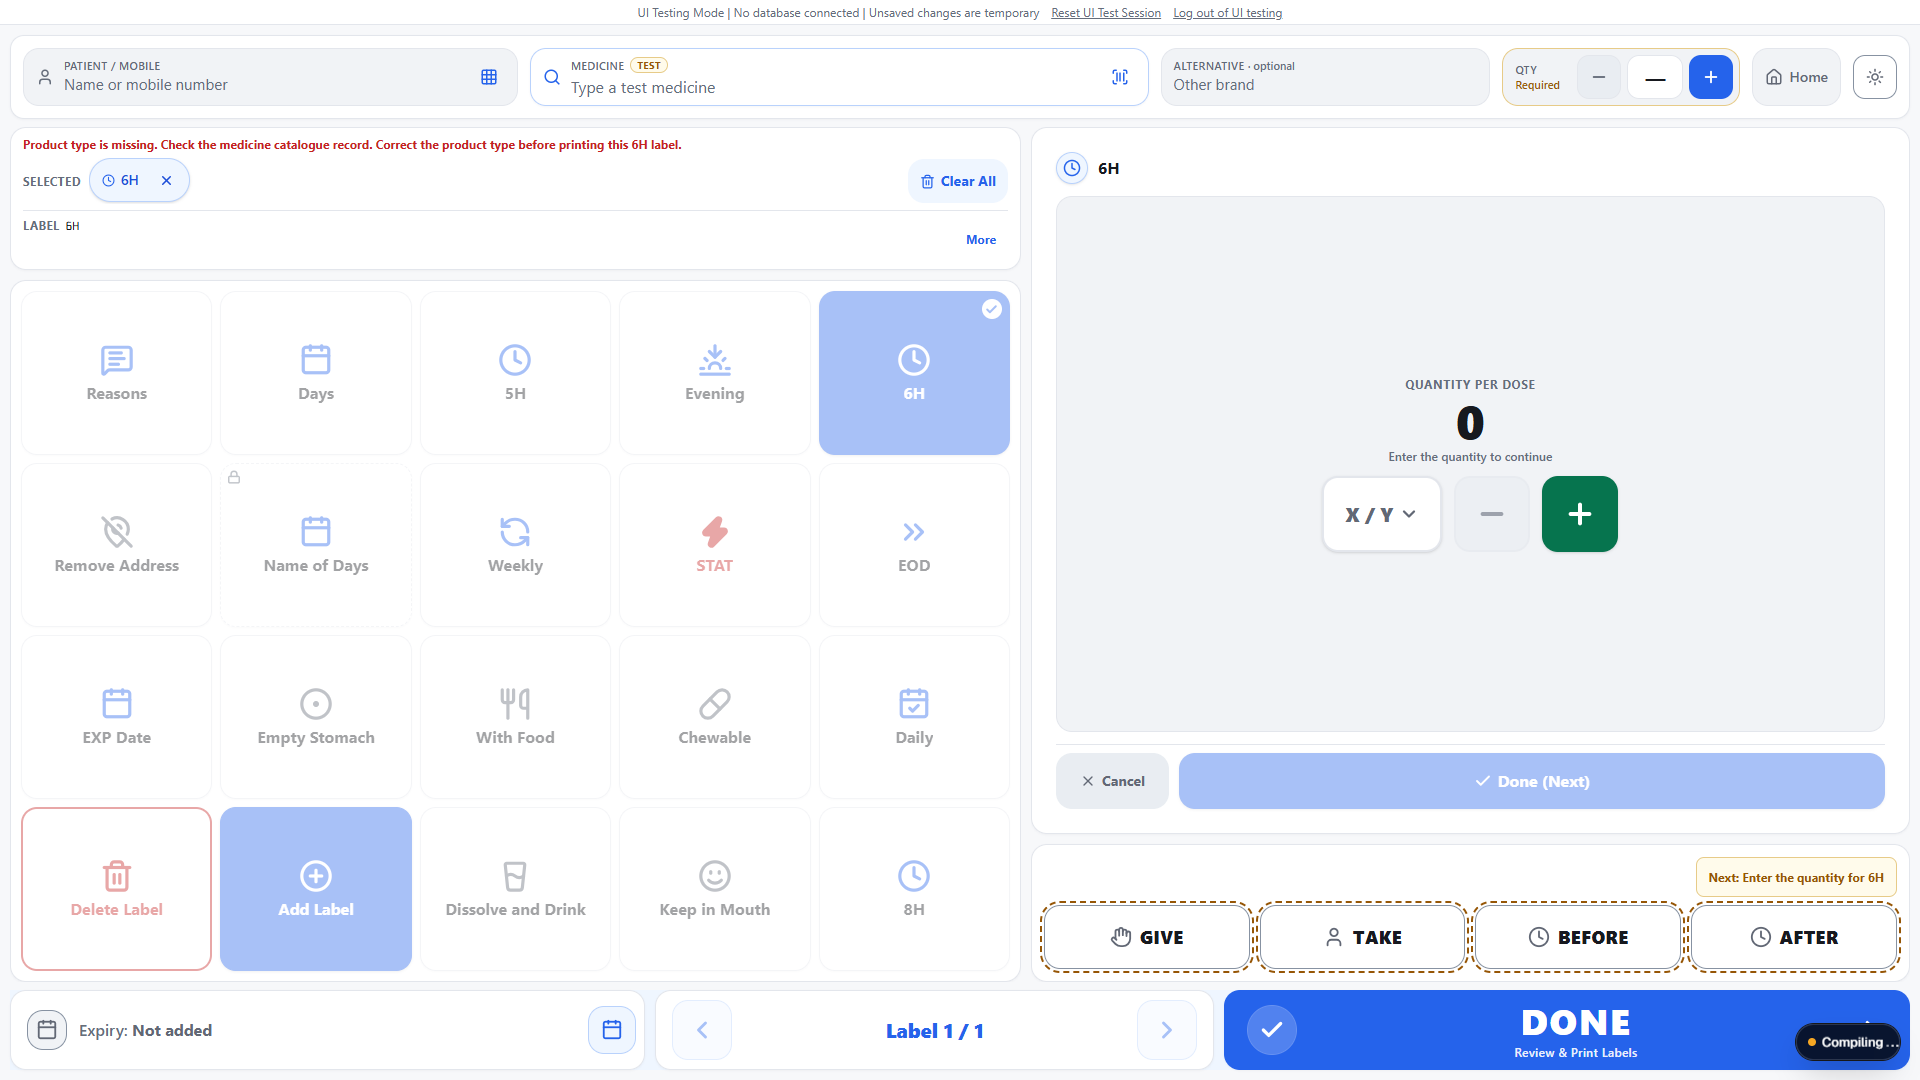 UI Testing Mode | No database connected | Unsaved changes are temporary Reset UI Test Session Log out of UI testing
PATIENT / MOBILE
Name or mobile number
MEDICINE TEST
Type a test medicine
ALTERNATIVE · optional
Other brand
QTY
Required
—
Home
Product type is missing. Check the medicine catalogue record. Correct the product type before printing this 6H label.
SELECTED 6H
Clear All
LABEL 6H
More
Reasons
Days
5H
Evening
6H
Remove Address
Name of Days
Weekly
STAT
EOD
EXP Date
Empty Stomach
With Food
Chewable
Daily
Delete Label
Add Label
Dissolve and Drink
Keep in Mouth
8H
6H
QUANTITY PER DOSE
0
Enter the quantity to continue
X / Y
Cancel
Done (Next)
Next: Enter the quantity for 6H
GIVE
TAKE
BEFORE
AFTER
Expiry: Not added
Label 1 / 1
DONE
Review & Print Labels
Compiling ...